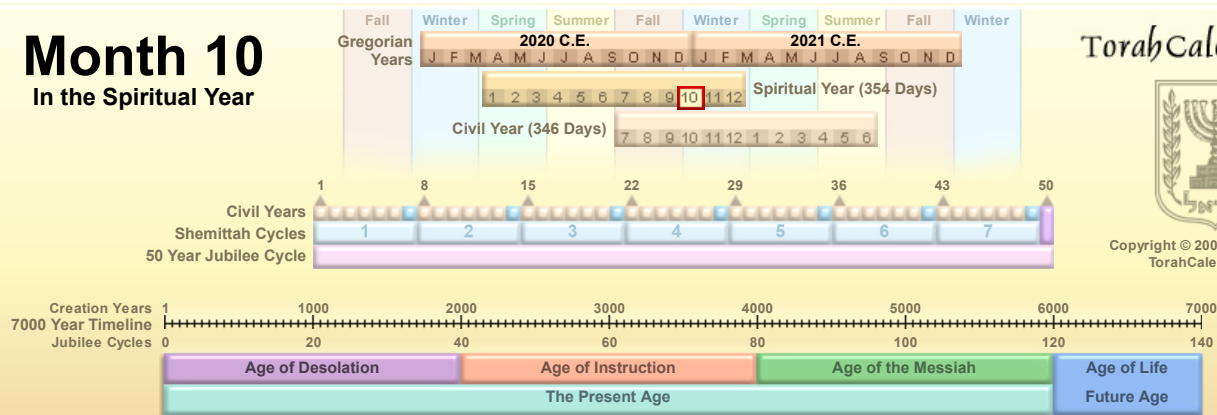 Month 10
In the Spiritual Year
Fall Winter Spring Summer Fall Winter Spring Summer Fall Winter
Gregorian Years
2020 C.E. 2021 C.E.
J F M A M J J A S O N D J F M A M J J A S O N D
1 2 3 4 5 6 7 8 9 10 11 12 Spiritual Year (354 Days)
Civil Year (346 Days) 7 8 9 10 11 12 1 2 3 4 5 6
1 8 15 22 29 36 43 50
Civil Years
Shemittah Cycles 1 2 3 4 5 6 7
50 Year Jubilee Cycle
TorahCale
Copyright © 200
TorahCale
Creation Years 1 1000 2000 3000 4000 5000 6000 7000
7000 Year Timeline
Jubilee Cycles 0 20 40 60 80 100 120 140
Age of Desolation Age of Instruction Age of the Messiah Age of Life
The Present Age Future Age